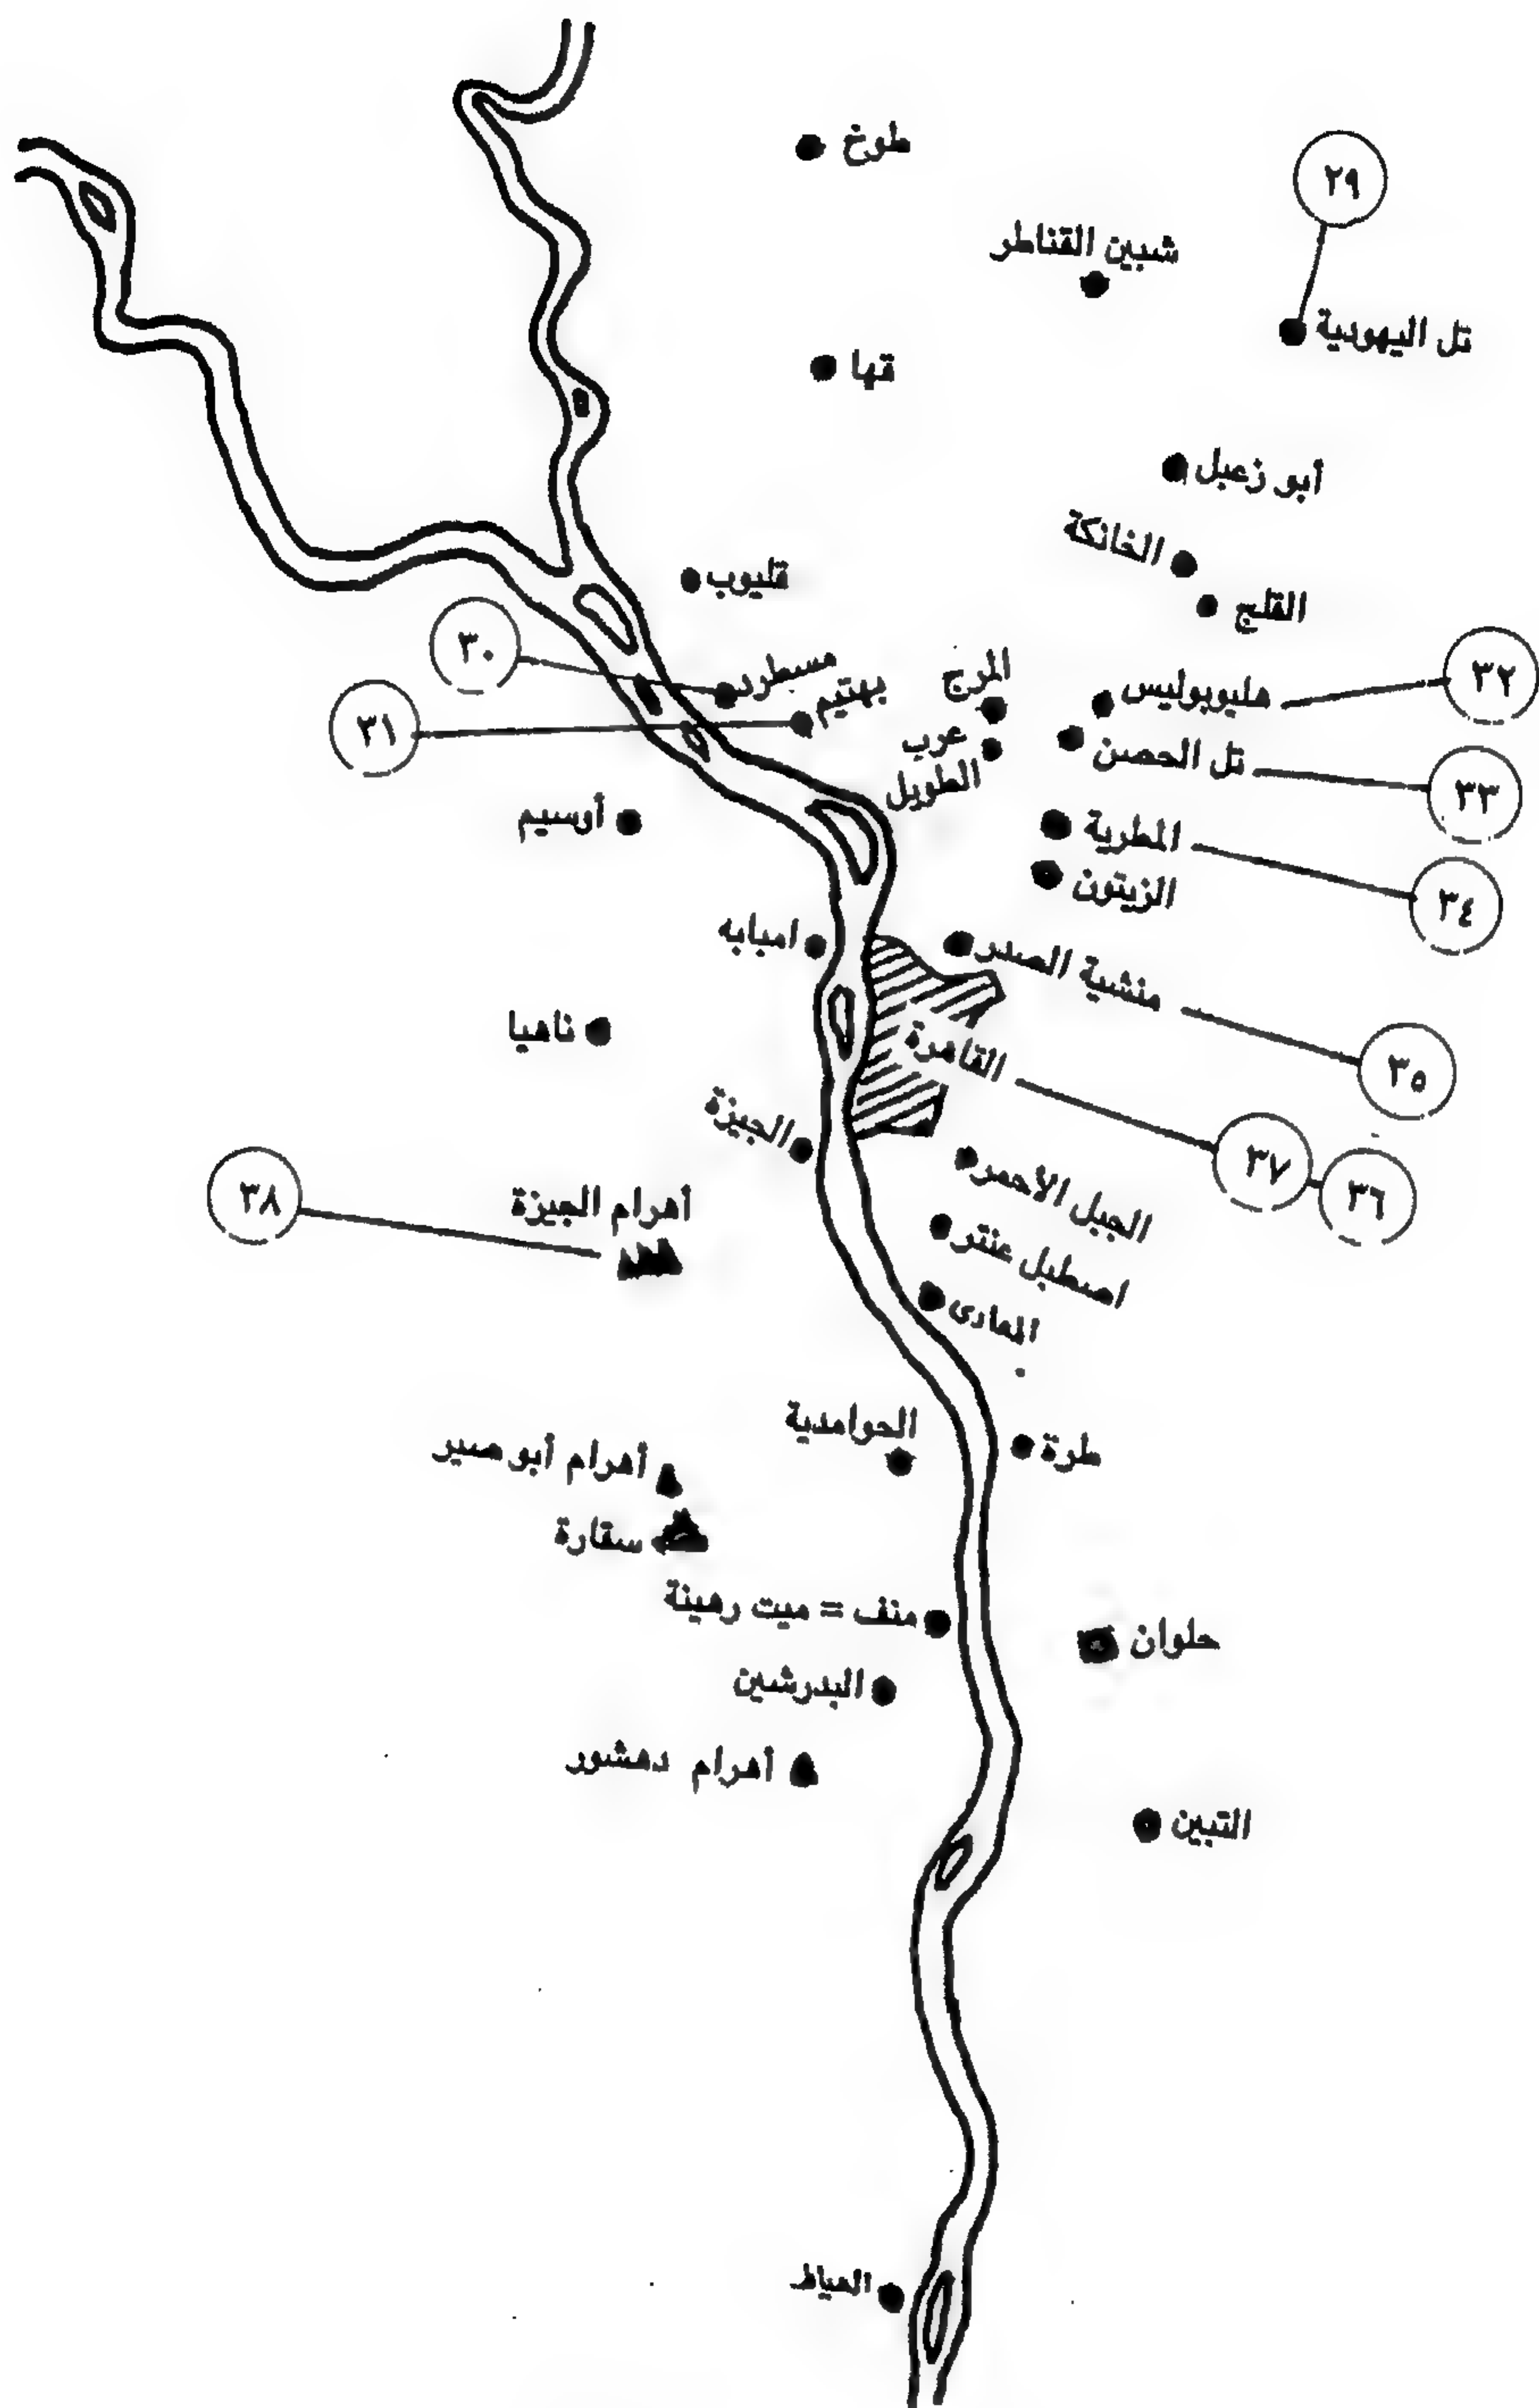 طوخ
٢٩
شبين القناطر
تل اليهودية
قها
أبو زعبل
الخانكة
قليوب
القلج
٣٠
مسطرد
المرج
هليوبوليس
٣٢
٣١
بهتيم
عرب
الطويل
تل الحصن
٣٣
أوسيم
المطرية
٣٤
الزيتون
امبابه
منشية الصدر
٣٥
ناهيا
القاهرة
٣٧
٣٦
الجيزة
الجبل الأحمر
٣٨
أهرام الجيزة
اصطبل عنتر
المعادى
الحوامدية
طرة
أهرام أبو صير
سقارة
منف = ميت رهينة
حلوان
البدرشين
أهرام دهشور
التبين
العياط